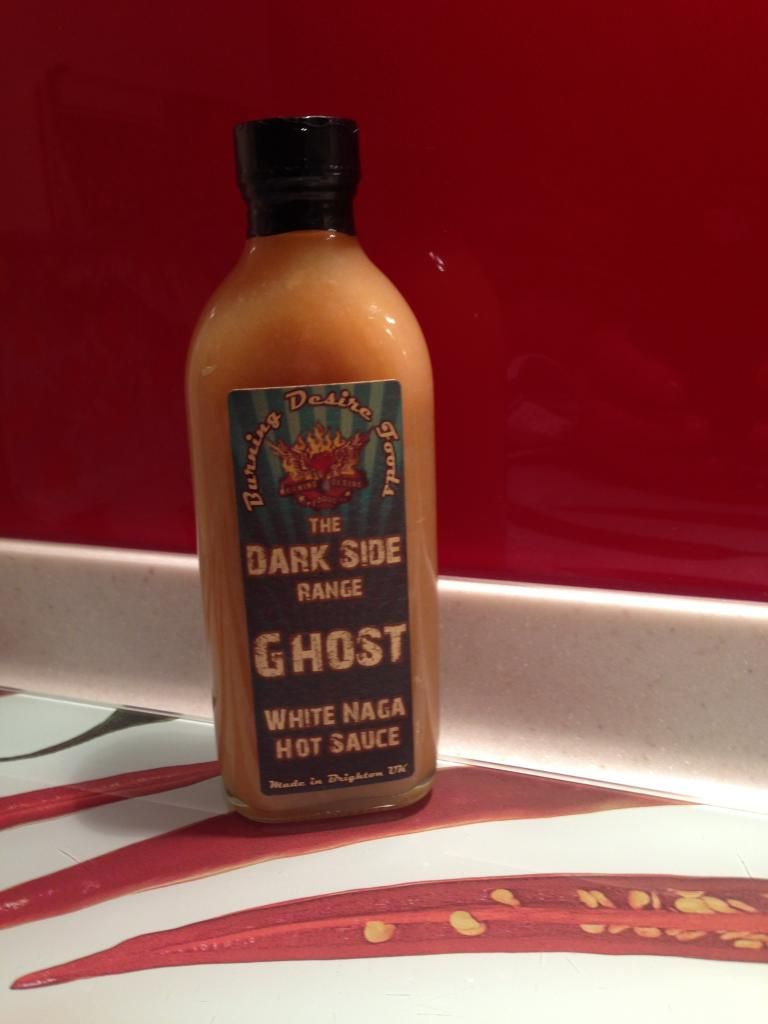 Burning Desire Foods
THE
DARK SIDE
RANGE
GHOST
WHITE NAGA
HOT SAUCE
Made in Brighton UK